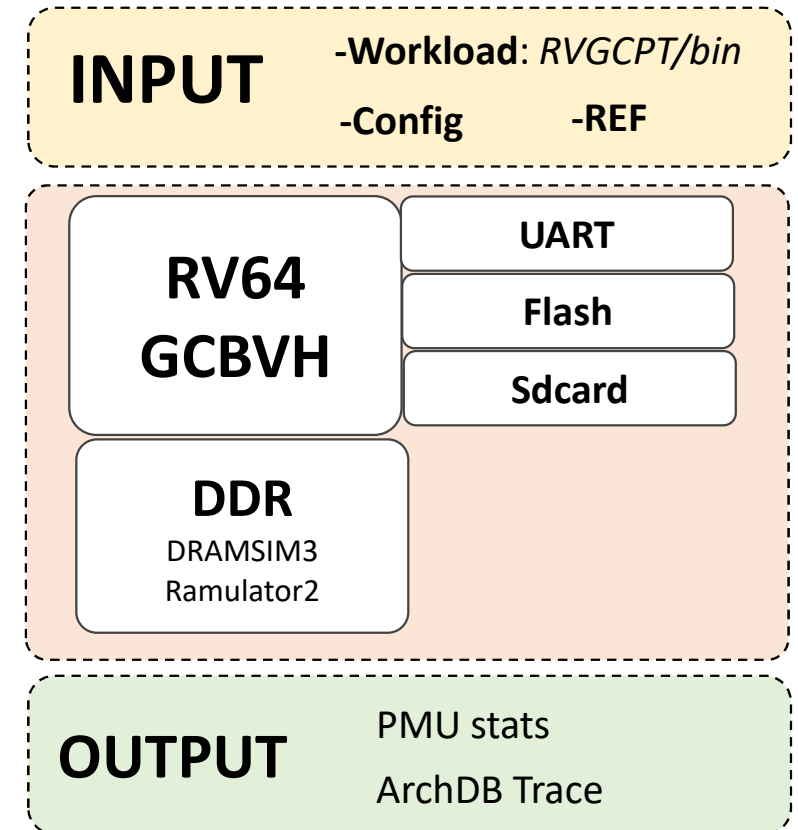 INPUT
-Workload: RVGCPT/bin
-Config -REF
RV64
GCBVH
UART
Flash
Sdcard
DDR
DRAMSIM3
Ramulator2
OUTPUT
PMU stats
ArchDB Trace